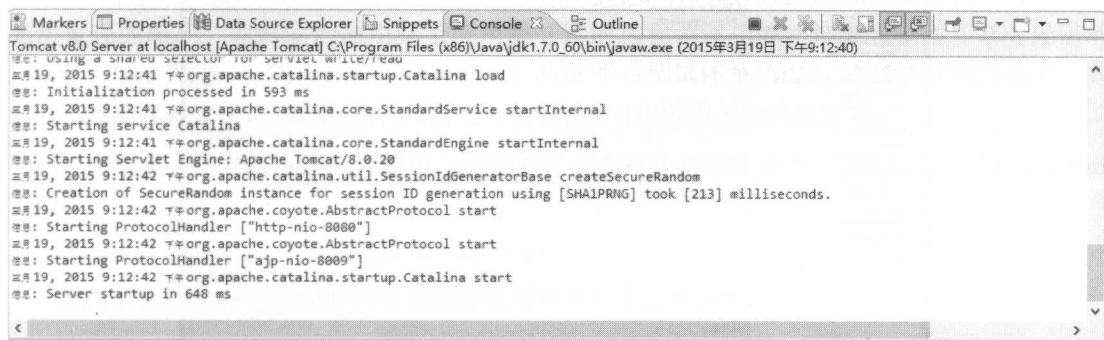 Markers Properties Data Source Explorer Snippets Console Outline
Tomcat v8.0 Server at localhost [Apache Tomcat] C:\Program Files (x86)\Java\jdk1.7.0_60\bin\javaw.exe (2015年3月19日 下午9:12:40)
信息: Using a shared selector for servlet write/read
三月 19, 2015 9:12:41 下午 org.apache.catalina.startup.Catalina load
信息: Initialization processed in 593 ms
三月 19, 2015 9:12:41 下午 org.apache.catalina.core.StandardService startInternal
信息: Starting service Catalina
三月 19, 2015 9:12:41 下午 org.apache.catalina.core.StandardEngine startInternal
信息: Starting Servlet Engine: Apache Tomcat/8.0.20
三月 19, 2015 9:12:42 下午 org.apache.catalina.util.SessionIdGeneratorBase createSecureRandom
信息: Creation of SecureRandom instance for session ID generation using [SHA1PRNG] took [213] milliseconds.
三月 19, 2015 9:12:42 下午 org.apache.coyote.AbstractProtocol start
信息: Starting ProtocolHandler ["http-nio-8080"]
三月 19, 2015 9:12:42 下午 org.apache.coyote.AbstractProtocol start
信息: Starting ProtocolHandler ["ajp-nio-8009"]
三月 19, 2015 9:12:42 下午 org.apache.catalina.startup.Catalina start
信息: Server startup in 648 ms